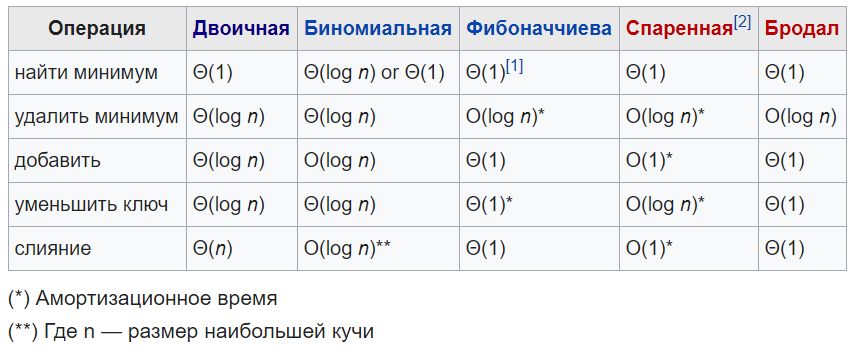 Операция Двоичная Биномиальная Фибоначчиева Спаренная[2] Бродал
найти минимум Θ(1) Θ(log n) or Θ(1) Θ(1)[1] Θ(1) Θ(1)
удалить минимум Θ(log n) Θ(log n) O(log n)* O(log n)* O(log n)
добавить Θ(log n) O(log n) Θ(1) O(1)* Θ(1)
уменьшить ключ Θ(log n) Θ(log n) Θ(1)* O(log n)* Θ(1)
слияние Θ(n) O(log n)** Θ(1) O(1)* Θ(1)
(*) Амортизационное время
(**) Где n — размер наибольшей кучи